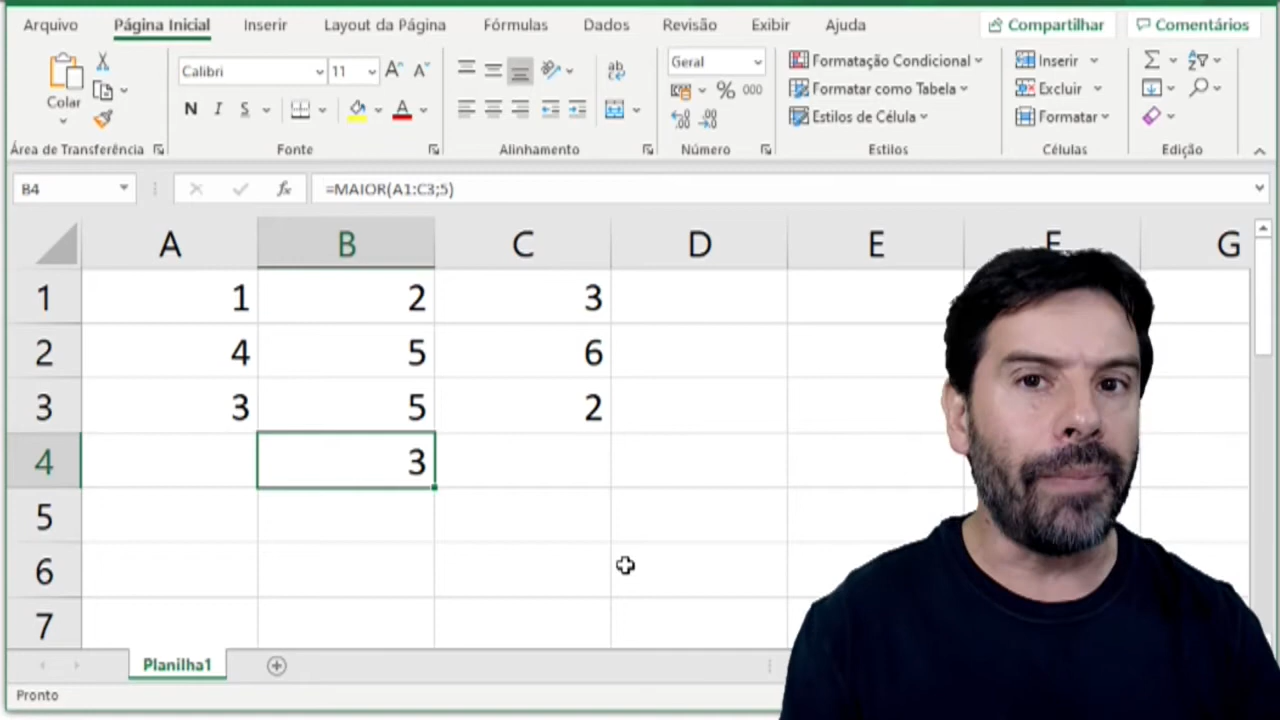 Arquivo Página Inicial Inserir Layout da Página Fórmulas Dados Revisão Exibir Ajuda Compartilhar Comentários
Calibri 11 Geral Formatação Condicional Inserir
Colar N I S % 000 Formatar como Tabela Excluir
Estilos de Célula Formatar
Área de Transferência Fonte Alinhamento Número Estilos Células Edição
B4 fx =MAIOR(A1:C3;5)
A B C D E F G
1 1 2 3
2 4 5 6
3 3 5 2
4 3
5
6
7
Planilha1
Pronto